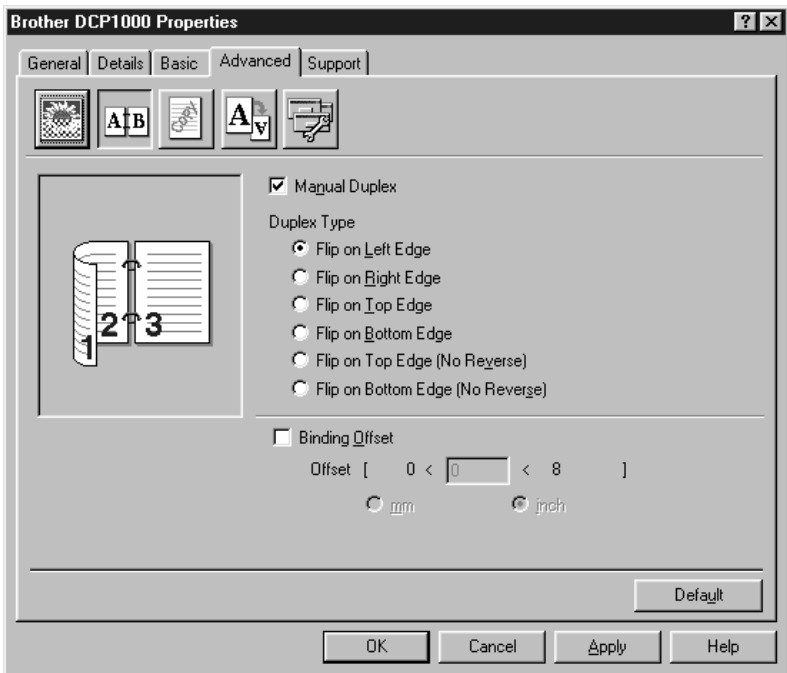 Brother DCP1000 Properties
General Details Basic Advanced Support
A B COPY A A
Manual Duplex
Duplex Type
Flip on Left Edge
Flip on Right Edge
Flip on Top Edge
Flip on Bottom Edge
Flip on Top Edge (No Reverse)
Flip on Bottom Edge (No Reverse)
1 2 3
Binding Offset
Offset [ 0 < 0 < 8 ]
mm inch
Default
OK Cancel Apply Help